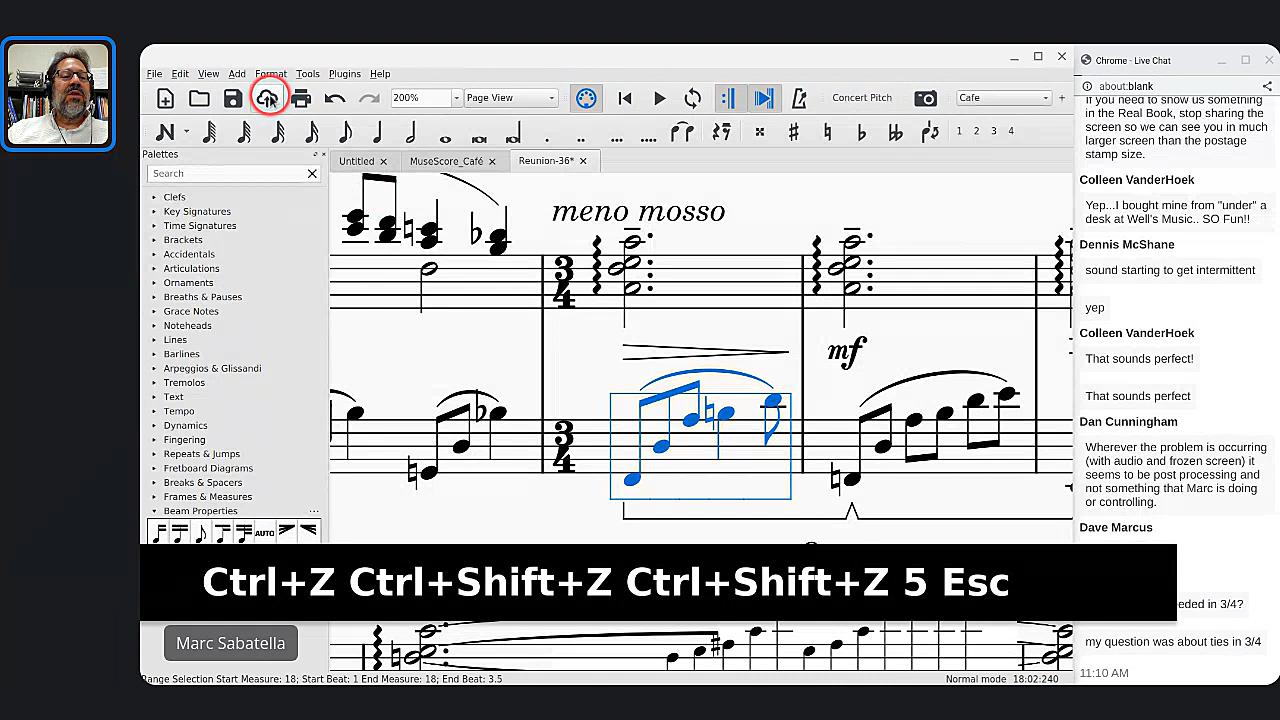 Chrome - Live Chat
File Edit View Add Format Tools Plugins Help
about:blank
200%
Page View
Concert Pitch
Cafe
1 2 3 4
Palettes
Untitled
MuseScore_Café
Reunion-36*
Search
Clefs
Key Signatures
Time Signatures
Brackets
Accidentals
Articulations
Ornaments
Breaths & Pauses
Grace Notes
Noteheads
Lines
Barlines
Arpeggios & Glissandi
Tremolos
Text
Tempo
Dynamics
Fingering
Repeats & Jumps
Fretboard Diagrams
Breaks & Spacers
Frames & Measures
Beam Properties
AUTO
meno mosso
3
4
mf
3
4
Ctrl+Z Ctrl+Shift+Z Ctrl+Shift+Z 5 Esc
Marc Sabatella
Range Selection Start Measure: 18; Start Beat: 1 End Measure: 18; End Beat: 3.5
Normal mode 18:02:240
If you need to show us something
in the Real Book, stop sharing the
screen so we can see you in much
larger screen than the postage
stamp size.
Colleen VanderHoek
Yep...I bought mine from "under" a
desk at Well's Music.. SO Fun!!
Dennis McShane
sound starting to get intermittent
yep
Colleen VanderHoek
That sounds perfect!
That sounds perfect
Dan Cunningham
Wherever the problem is occurring
(with audio and frozen screen) it
seems to be post processing and
not something that Marc is doing
or controlling.
Dave Marcus
eded in 3/4?
my question was about ties in 3/4
11:10 AM